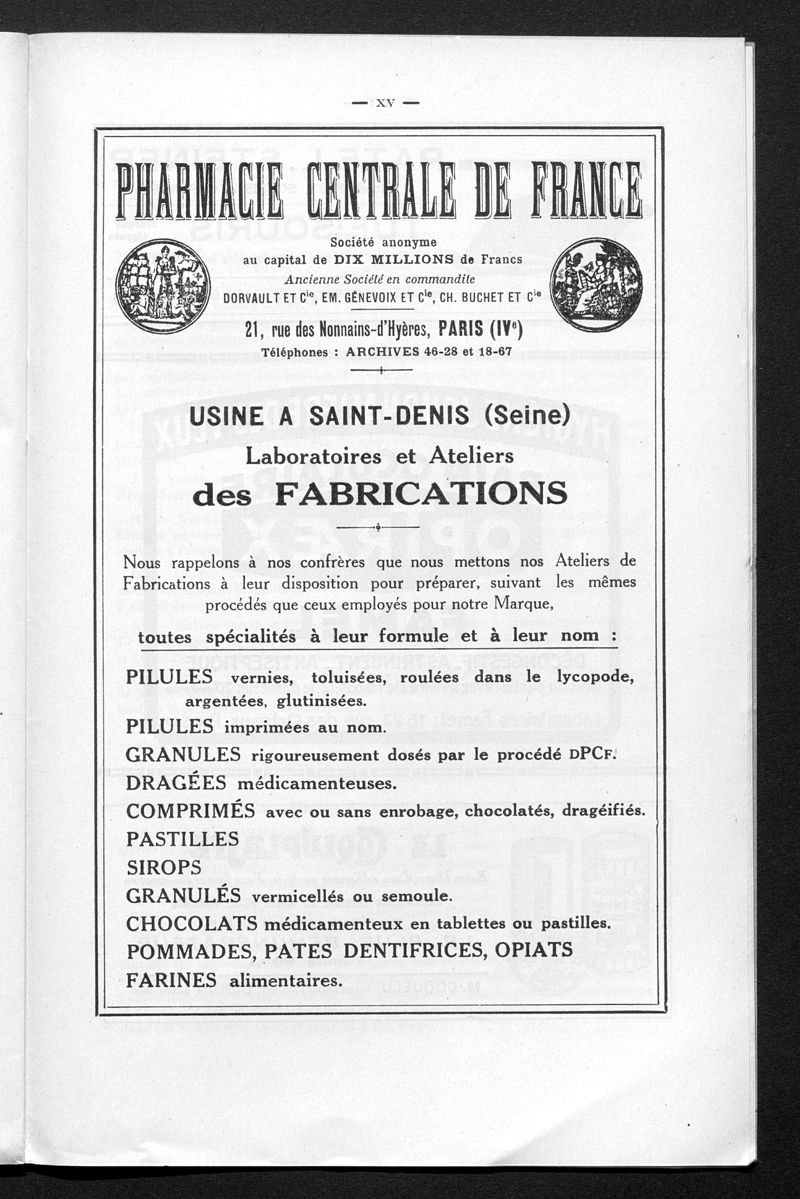 — XV —
PHARMACIE CENTRALE DE FRANCE
Société anonyme
au capital de DIX MILLIONS de Francs
Ancienne Société en commandite
DORVAULT ET Cie, EM. GÉNEVOIX ET Cie, CH. BUCHET ET Cie
21, rue des Nonnains-d'Hyères, PARIS (IVe)
Téléphones : ARCHIVES 46-28 et 18-67
USINE A SAINT-DENIS (Seine)
Laboratoires et Ateliers
des FABRICATIONS
Nous rappelons à nos confrères que nous mettons nos Ateliers de
Fabrications à leur disposition pour préparer, suivant les mêmes
procédés que ceux employés pour notre Marque,
toutes spécialités à leur formule et à leur nom :
PILULES vernies, toluisées, roulées dans le lycopode,
argentées, glutinisées.
PILULES imprimées au nom.
GRANULES rigoureusement dosés par le procédé DPCF.
DRAGÉES médicamenteuses.
COMPRIMÉS avec ou sans enrobage, chocolatés, dragéifiés.
PASTILLES
SIROPS
GRANULÉS vermicellés ou semoule.
CHOCOLATS médicamenteux en tablettes ou pastilles.
POMMADES, PATES DENTIFRICES, OPIATS
FARINES alimentaires.